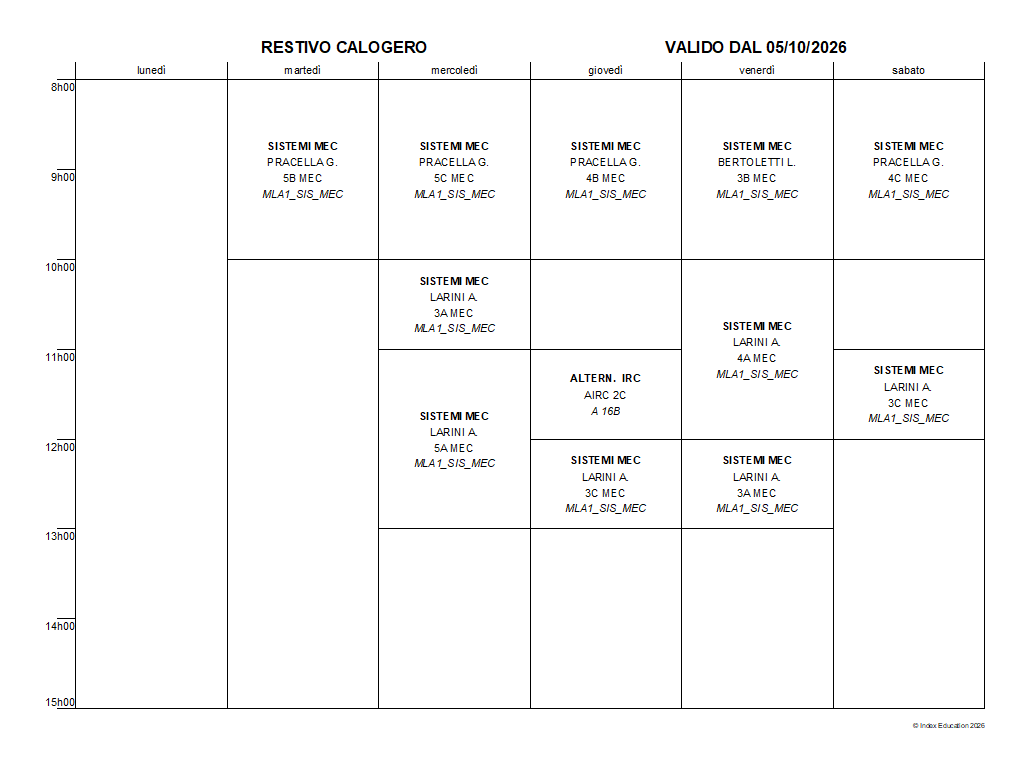 RESTIVO CALOGERO VALIDO DAL 05/10/2026
lunedì martedì mercoledì giovedì venerdì sabato
8h00
SISTEMI MEC SISTEMI MEC SISTEMI MEC SISTEMI MEC SISTEMI MEC
PRACELLA G. PRACELLA G. PRACELLA G. BERTOLETTI L. PRACELLA G.
9h00 5B MEC 5C MEC 4B MEC 3B MEC 4C MEC
MLA1_SIS_MEC MLA1_SIS_MEC MLA1_SIS_MEC MLA1_SIS_MEC MLA1_SIS_MEC
10h00
SISTEMI MEC
LARINI A.
3A MEC
MLA1_SIS_MEC
SISTEMI MEC
LARINI A.
4A MEC
MLA1_SIS_MEC
11h00
SISTEMI MEC
LARINI A.
5A MEC
MLA1_SIS_MEC
ALTERN. IRC
AIRC 2C
A 16B
SISTEMI MEC
LARINI A.
3C MEC
MLA1_SIS_MEC
12h00
SISTEMI MEC SISTEMI MEC
LARINI A. LARINI A.
3C MEC 3A MEC
MLA1_SIS_MEC MLA1_SIS_MEC
13h00
14h00
15h00
© Index Education 2026